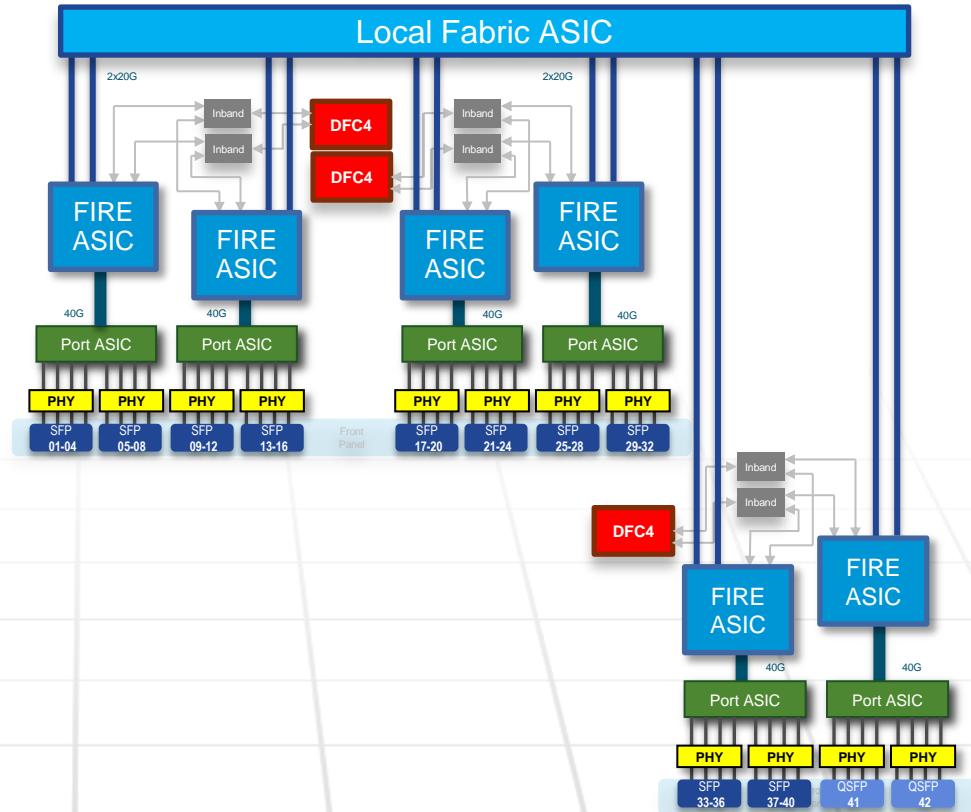 Local Fabric ASIC
2x20G
2x20G
Inband
Inband
DFC4
DFC4
Inband
Inband
FIRE
ASIC
FIRE
ASIC
FIRE
ASIC
FIRE
ASIC
40G
40G
40G
40G
Port ASIC
Port ASIC
Port ASIC
Port ASIC
PHY
PHY
PHY
PHY
PHY
PHY
PHY
PHY
SFP
01-04
SFP
05-08
SFP
09-12
SFP
13-16
Front
Panel
SFP
17-20
SFP
21-24
SFP
25-28
SFP
29-32
Inband
Inband
DFC4
FIRE
ASIC
FIRE
ASIC
40G
40G
Port ASIC
Port ASIC
PHY
PHY
PHY
PHY
SFP
33-36
SFP
37-40
QSFP
41
QSFP
42